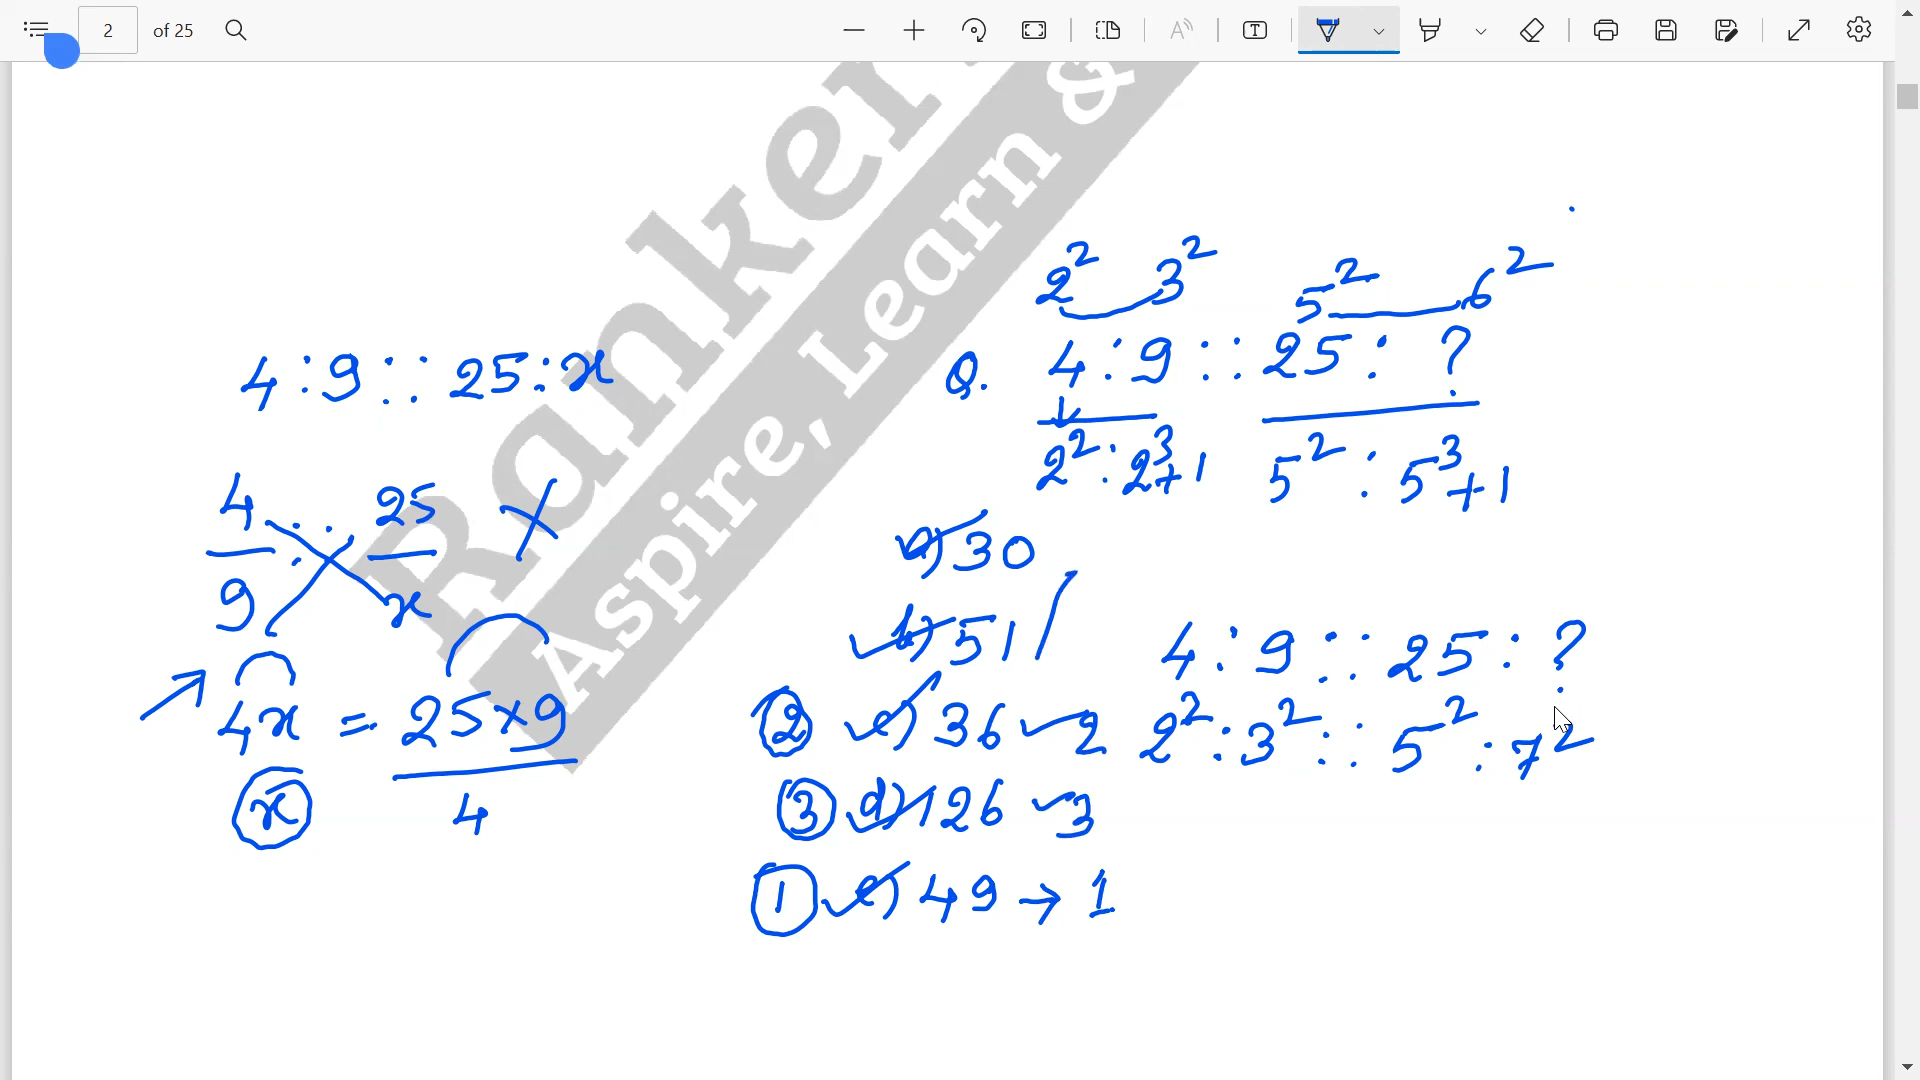 2 of 25
Ranker
Aspire, Learn &
4 : 9 :: 25 : x
4/9 :: 25/x
4x = 25×9
x 4
2² 3² 5² 6²
Q. 4 : 9 :: 25 : ?
2² : 2³+1 5² : 5³+1
a) 30
b) 51
② c) 36 2
③ d) 126 3
① e) 49 → 1
4 : 9 :: 25 : ?
2² : 3² :: 5² : 7²